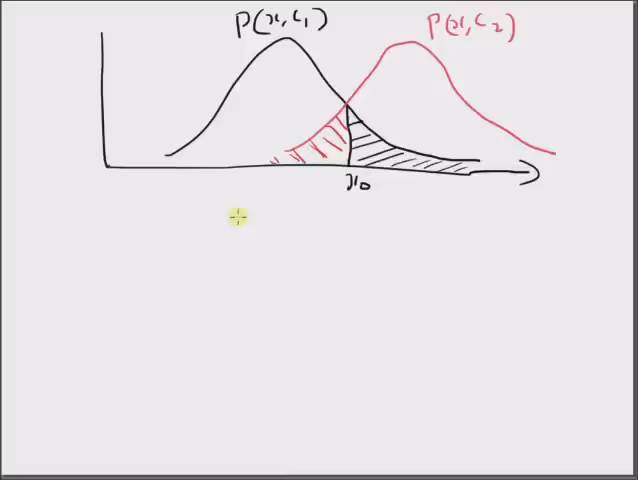 P(x, C₁) P(x, C₂)
x₀